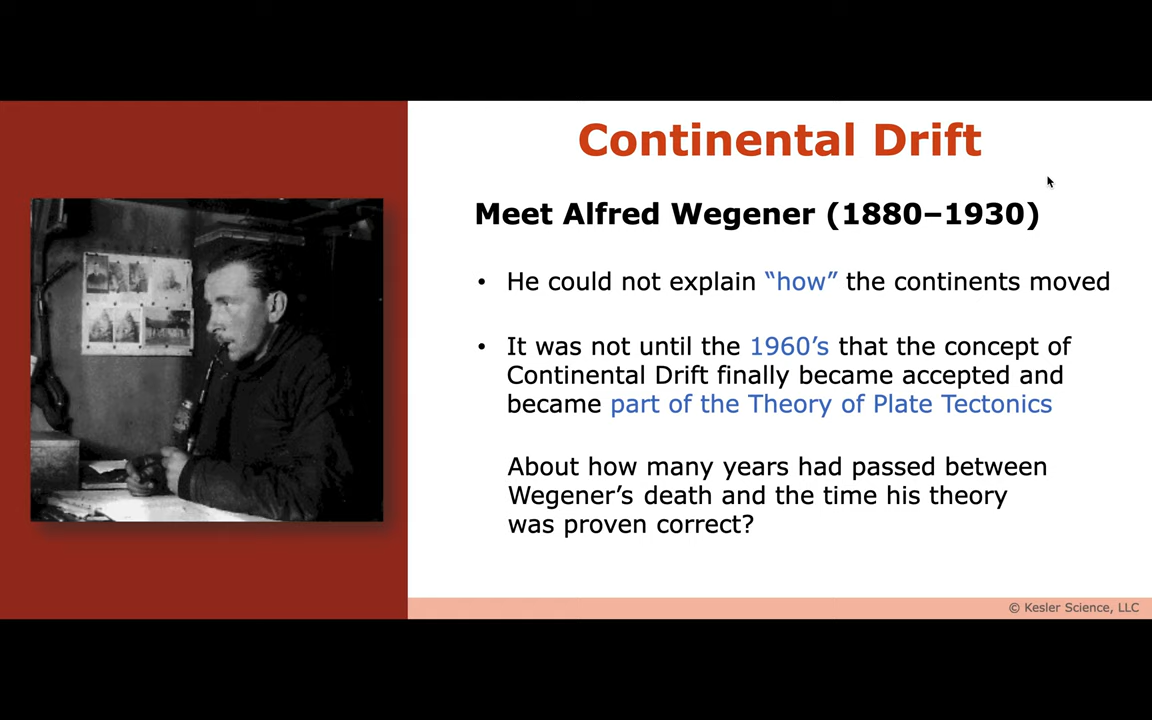 Continental Drift
Meet Alfred Wegener (1880–1930)
• He could not explain “how” the continents moved
• It was not until the 1960’s that the concept of
Continental Drift finally became accepted and
became part of the Theory of Plate Tectonics
About how many years had passed between
Wegener’s death and the time his theory
was proven correct?
© Kesler Science, LLC